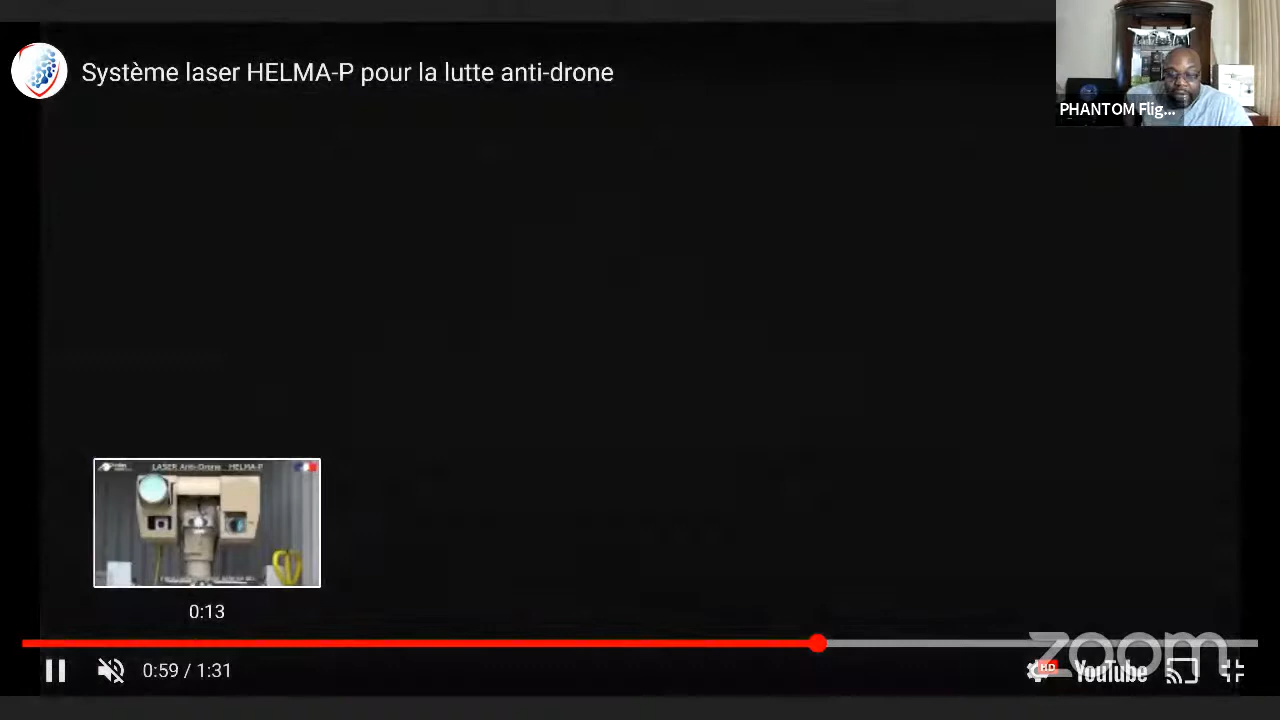 Système laser HELMA-P pour la lutte anti-drone
PHANTOM Flig...
LASER Anti-Drone HELMA-P
0:13
0:59 / 1:31
HD
YouTube
zoom